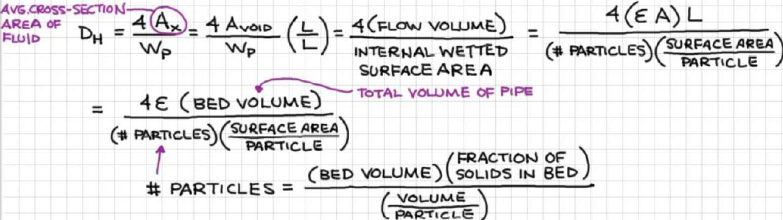 AVG. CROSS-SECTION
AREA OF
FLUID
D_H = 4 A_x / W_P = 4 A_VOID / W_P (L/L) = 4 (FLOW VOLUME) / INTERNAL WETTED SURFACE AREA = 4 (ε A) L / (# PARTICLES)(SURFACE AREA / PARTICLE)
TOTAL VOLUME OF PIPE
= 4 ε (BED VOLUME) / (# PARTICLES)(SURFACE AREA / PARTICLE)
# PARTICLES = (BED VOLUME)(FRACTION OF SOLIDS IN BED) / (VOLUME / PARTICLE)